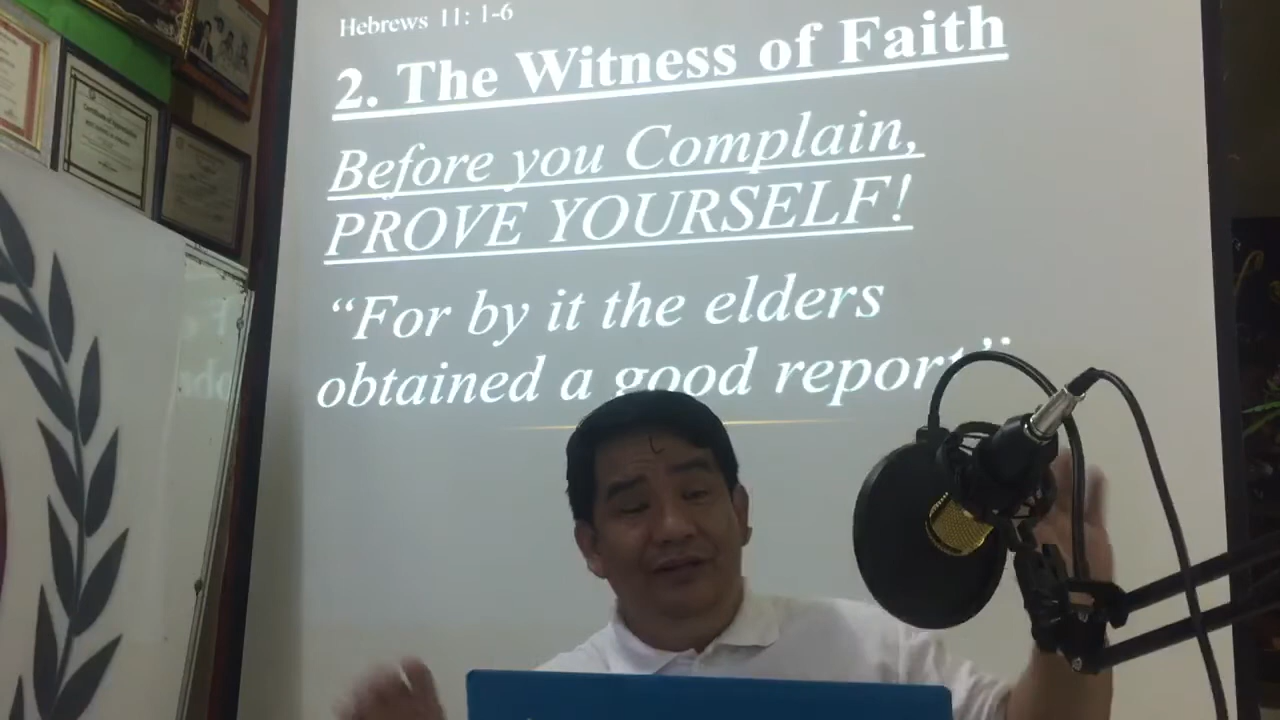 Hebrews 11: 1-6
2. The Witness of Faith
Before you Complain,
PROVE YOURSELF!
“For by it the elders
obtained a good report”